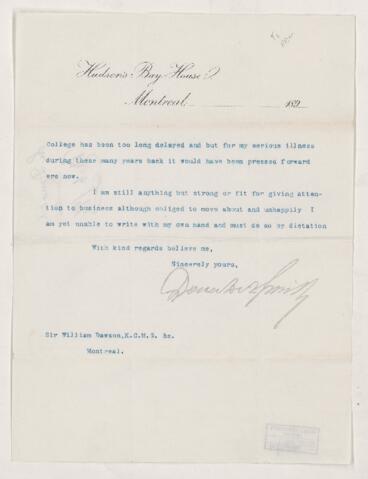 Hudson's Bay House,
Montreal 189
College has been too long delayed and but for my serious illness
during these many years back it would have been pressed forward
ere now.
I am still anything but strong or fit for giving atten-
tion to business although obliged to move about and unhappily I
am yet unable to write with my own hand and must do so by dictation
With kind regards believe me,
Sincerely yours,
Donald A Smith
Sir William Dawson, K.C.M.G. &c.
Montreal.